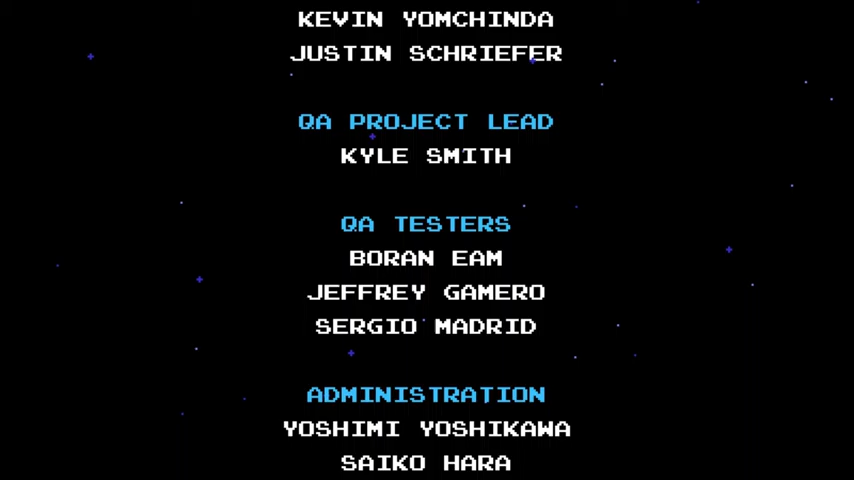 KEVIN YOMCHINDA
JUSTIN SCHRIEFER
QA PROJECT LEAD
KYLE SMITH
QA TESTERS
BORAN EAM
JEFFREY GAMERO
SERGIO MADRID
ADMINISTRATION
YOSHIMI YOSHIKAWA
SAIKO HARA